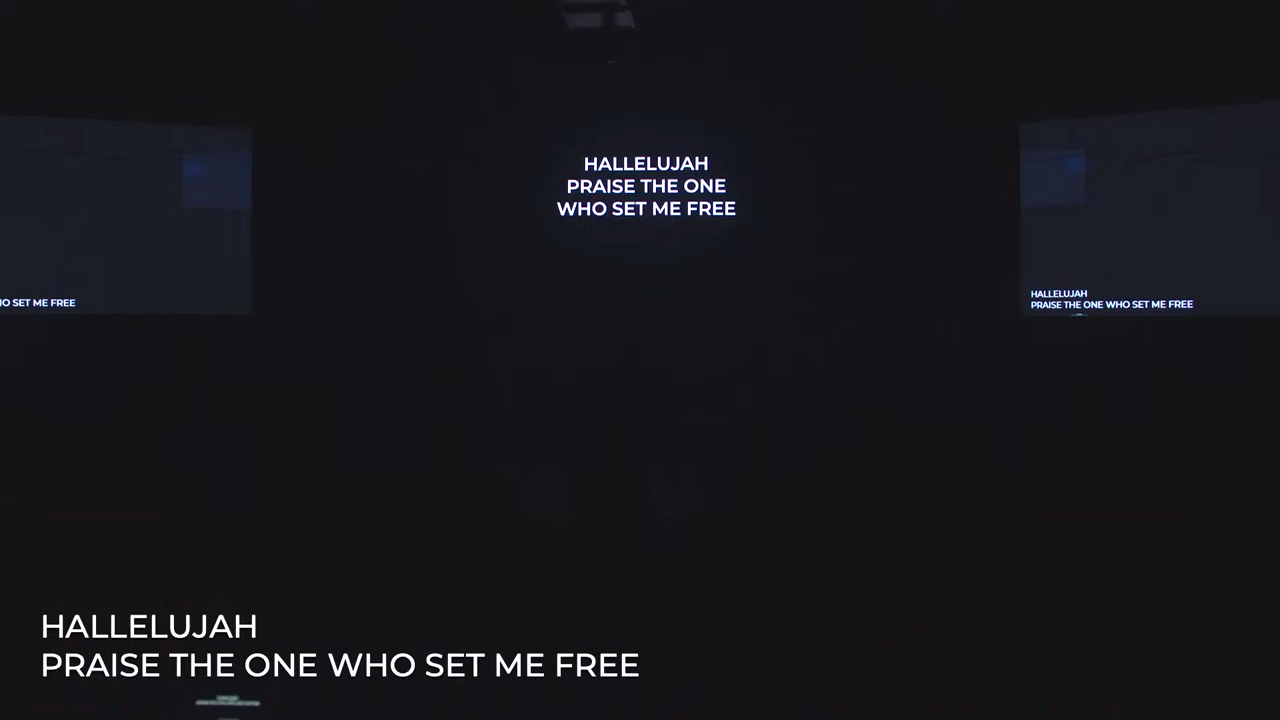 HALLELUJAH
PRAISE THE ONE
WHO SET ME FREE
SET ME FREE
HALLELUJAH
PRAISE THE ONE WHO SET ME FREE
HALLELUJAH
PRAISE THE ONE WHO SET ME FREE